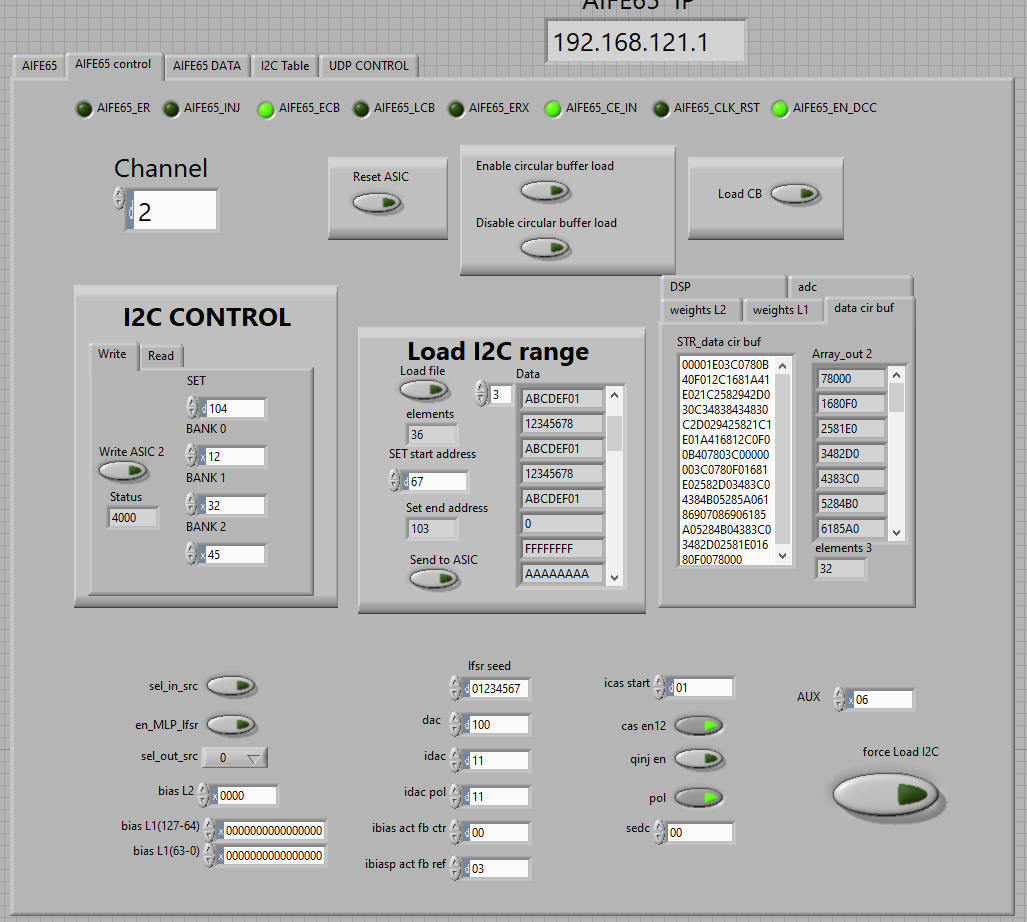 AIFE65 IP
192.168.121.1
AIFE65
AIFE65 control
AIFE65 DATA
I2C Table
UDP CONTROL
AIFE65_ER
AIFE65_INJ
AIFE65_ECB
AIFE65_LCB
AIFE65_ERX
AIFE65_CE_IN
AIFE65_CLK_RST
AIFE65_EN_DCC
Channel
d 2
Reset ASIC
Enable circular buffer load
Disable circular buffer load
Load CB
I2C CONTROL
Write
Read
SET
d 104
BANK 0
x 12
BANK 1
x 32
BANK 2
x 45
Write ASIC 2
Status
4000
Load I2C range
Load file
elements
36
SET start address
d 67
Set end address
103
Send to ASIC
3
Data
ABCDEF01
12345678
ABCDEF01
12345678
ABCDEF01
0
FFFFFFFF
AAAAAAAA
DSP
adc
weights L2
weights L1
data cir buf
STR_data cir buf
00001E03C0780B
40F012C1681A41
E021C2582942D0
30C34838434830
C2D029425821C1
E01A416812C0F0
0B407803C00000
003C0780F01681
E02582D03483C0
4384B05285A061
86907086906185
A05284B04383C0
3482D02581E016
80F0078000
Array_out 2
78000
1680F0
2581E0
3482D0
4383C0
5284B0
6185A0
elements 3
32
sel_in_src
en_MLP_lfsr
sel_out_src
0
bias L2
x 0000
bias L1(127-64)
x 0000000000000000
bias L1(63-0)
x 0000000000000000
lfsr seed
d 01234567
dac
d 100
idac
d 11
idac pol
d 11
ibias act fb ctr
d 00
ibiasp act fb ref
d 03
icas start
d 01
cas en12
qinj en
pol
sedc
d 00
AUX
x 06
force Load I2C